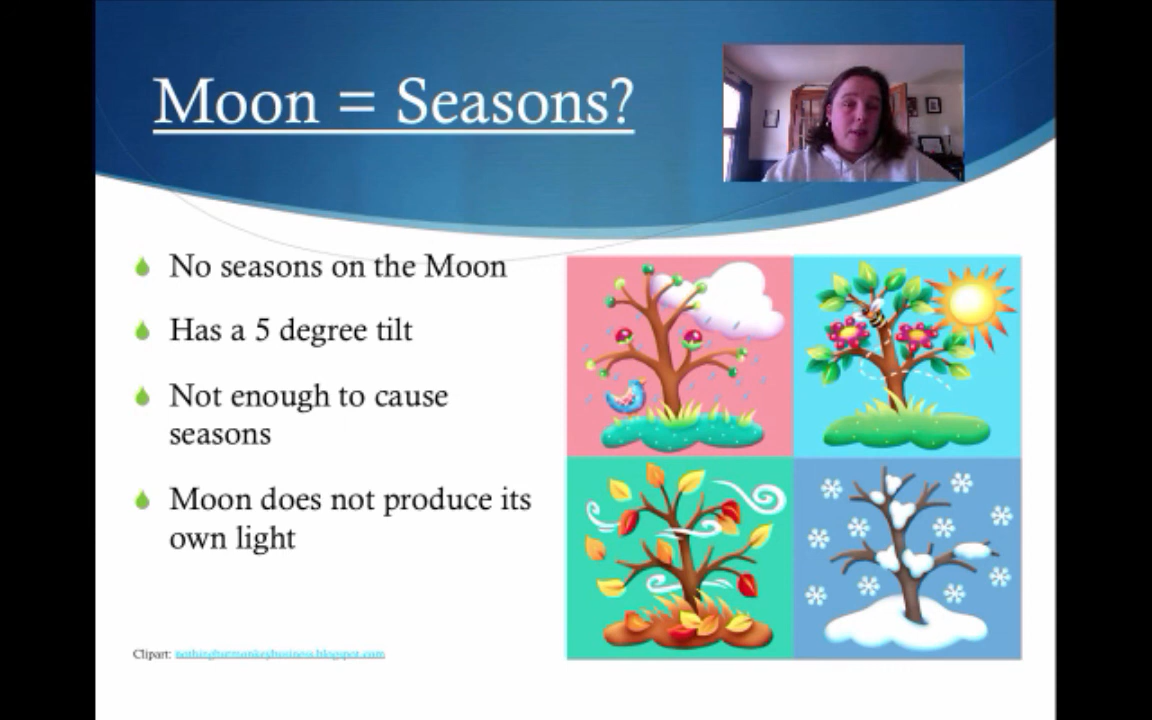 Moon = Seasons?
No seasons on the Moon
Has a 5 degree tilt
Not enough to cause
seasons
Moon does not produce its
own light
Clipart: nothingbutmonkeybusiness.blogspot.com